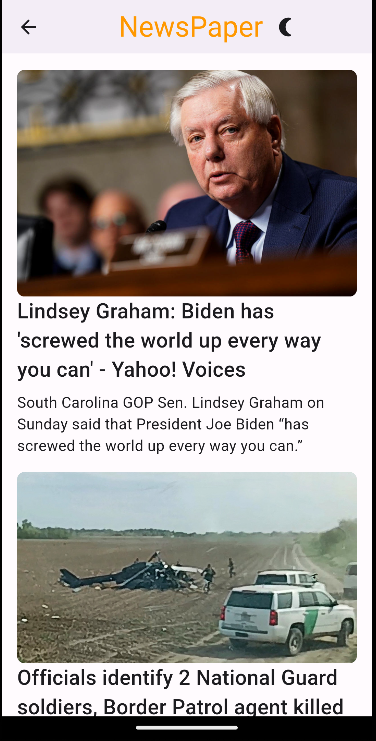 NewsPaper
Lindsey Graham: Biden has
'screwed the world up every way
you can' - Yahoo! Voices
South Carolina GOP Sen. Lindsey Graham on
Sunday said that President Joe Biden “has
screwed the world up every way you can.”
Officials identify 2 National Guard
soldiers, Border Patrol agent killed